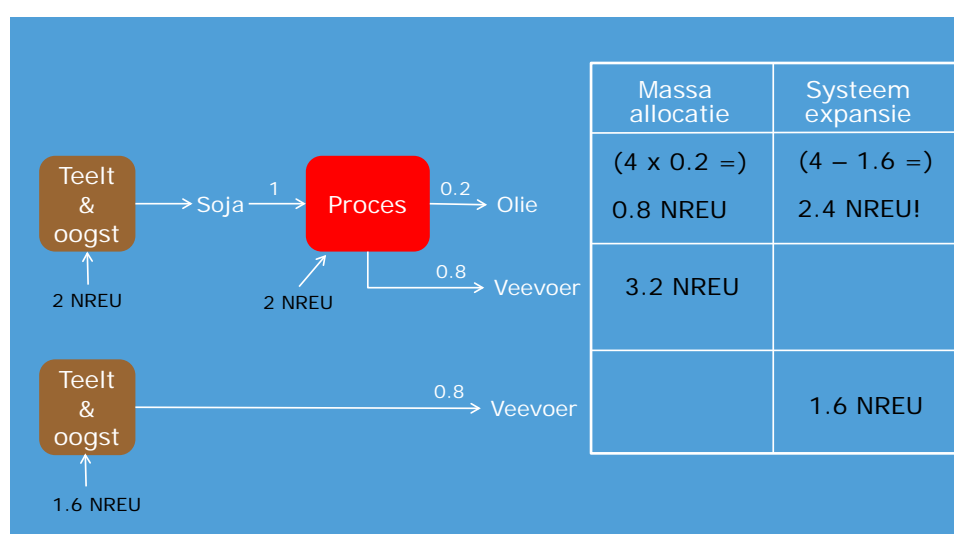 Massa
allocatie
Systeem
expansie
Teelt
&
oogst
Soja
1
Proces
0.2
Olie
(4 x 0.2 =)
0.8 NREU
(4 – 1.6 =)
2.4 NREU!
2 NREU
2 NREU
0.8
Veevoer
3.2 NREU
Teelt
&
oogst
0.8
Veevoer
1.6 NREU
1.6 NREU